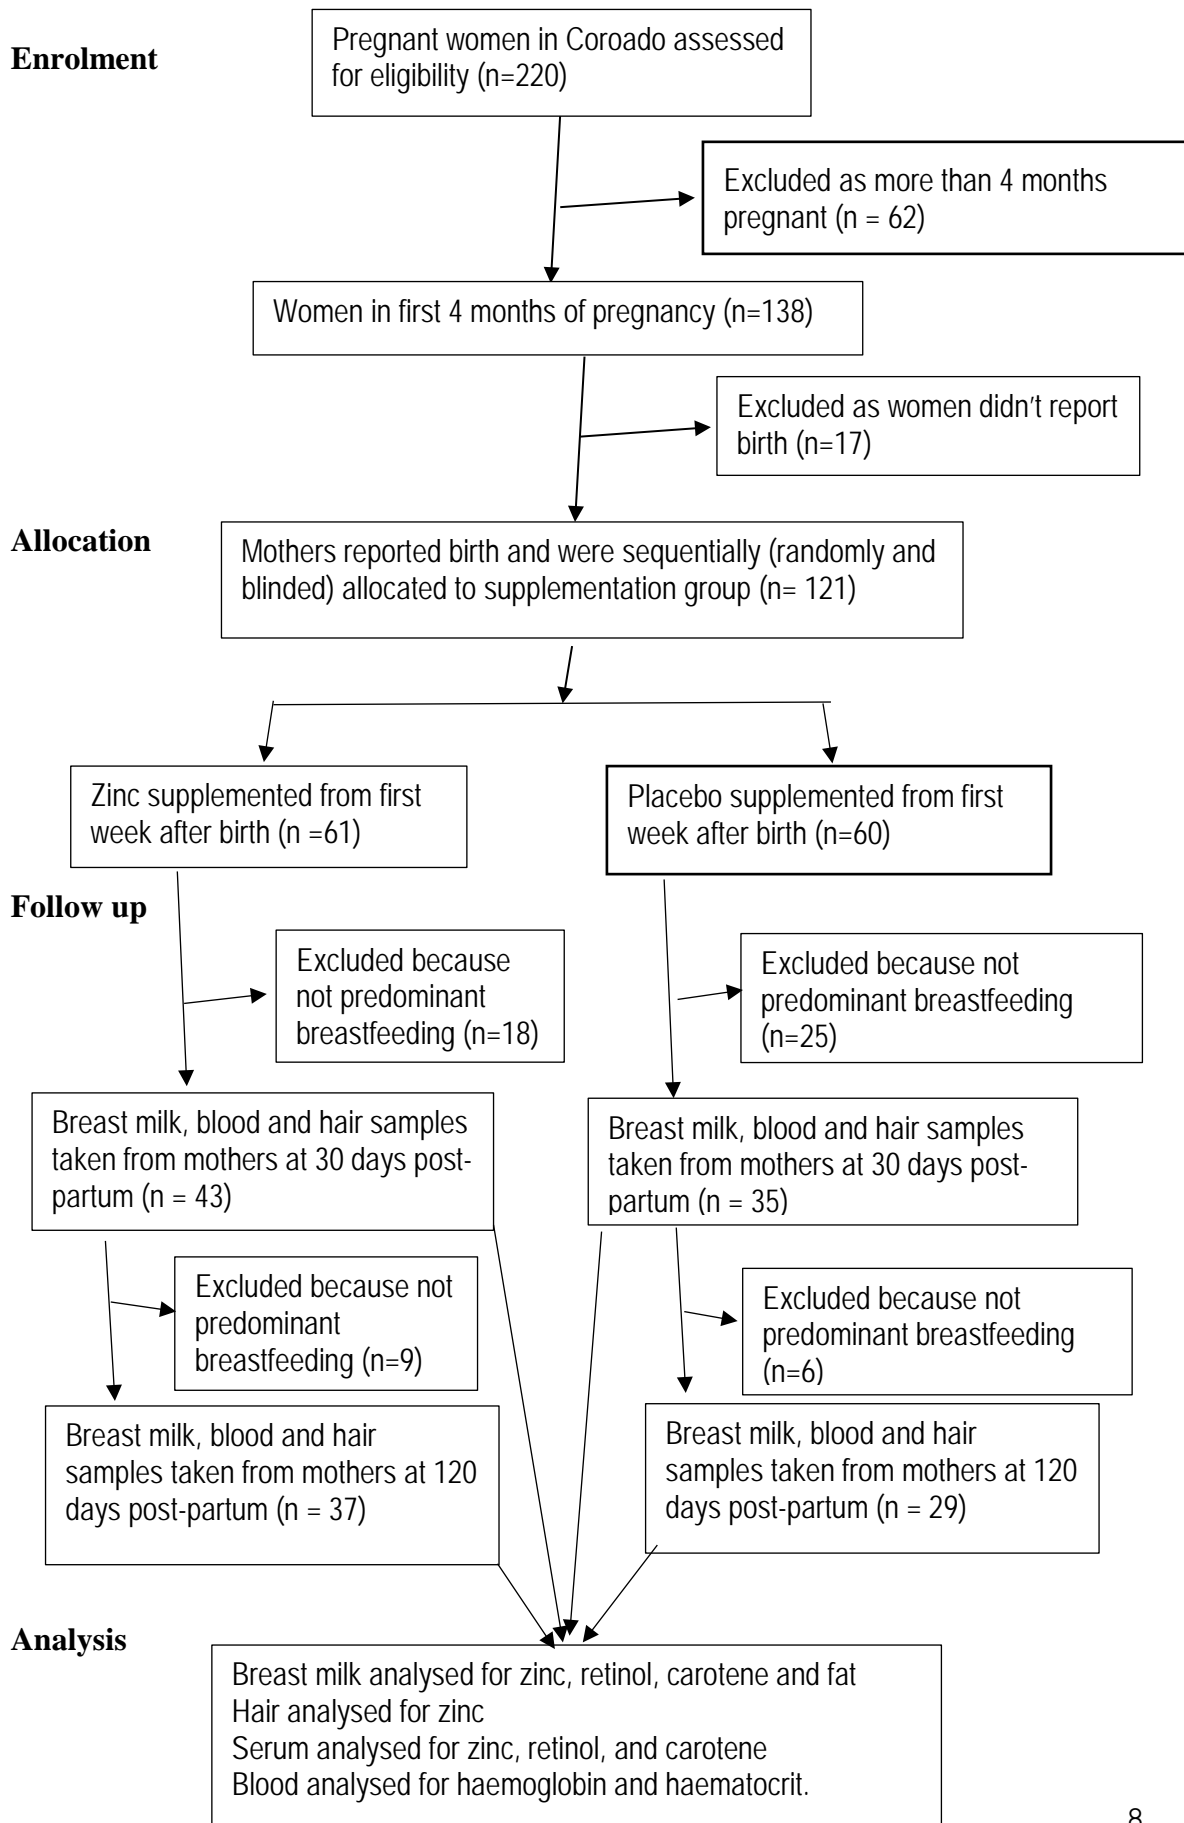 Enrolment
Pregnant women in Coroado assessed
for eligibility (n=220)
Excluded as more than 4 months
pregnant (n = 62)
Women in first 4 months of pregnancy (n=138)
Excluded as women didn't report
birth (n=17)
Allocation
Mothers reported birth and were sequentially (randomly and
blinded) allocated to supplementation group (n= 121)
Zinc supplemented from first
week after birth (n =61)
Placebo supplemented from first
week after birth (n=60)
Follow up
Excluded because
not predominant
breastfeeding (n=18)
Excluded because not
predominant breastfeeding
(n=25)
Breast milk, blood and hair samples
taken from mothers at 30 days post-
partum (n = 43)
Breast milk, blood and hair samples
taken from mothers at 30 days post-
partum (n = 35)
Excluded because not
predominant
breastfeeding (n=9)
Excluded because not
predominant breastfeeding
(n=6)
Breast milk, blood and hair
samples taken from mothers at 120
days post-partum (n = 37)
Breast milk, blood and hair
samples taken from mothers at 120
days post-partum (n = 29)
Analysis
Breast milk analysed for zinc, retinol, carotene and fat
Hair analysed for zinc
Serum analysed for zinc, retinol, and carotene
Blood analysed for haemoglobin and haematocrit.
8